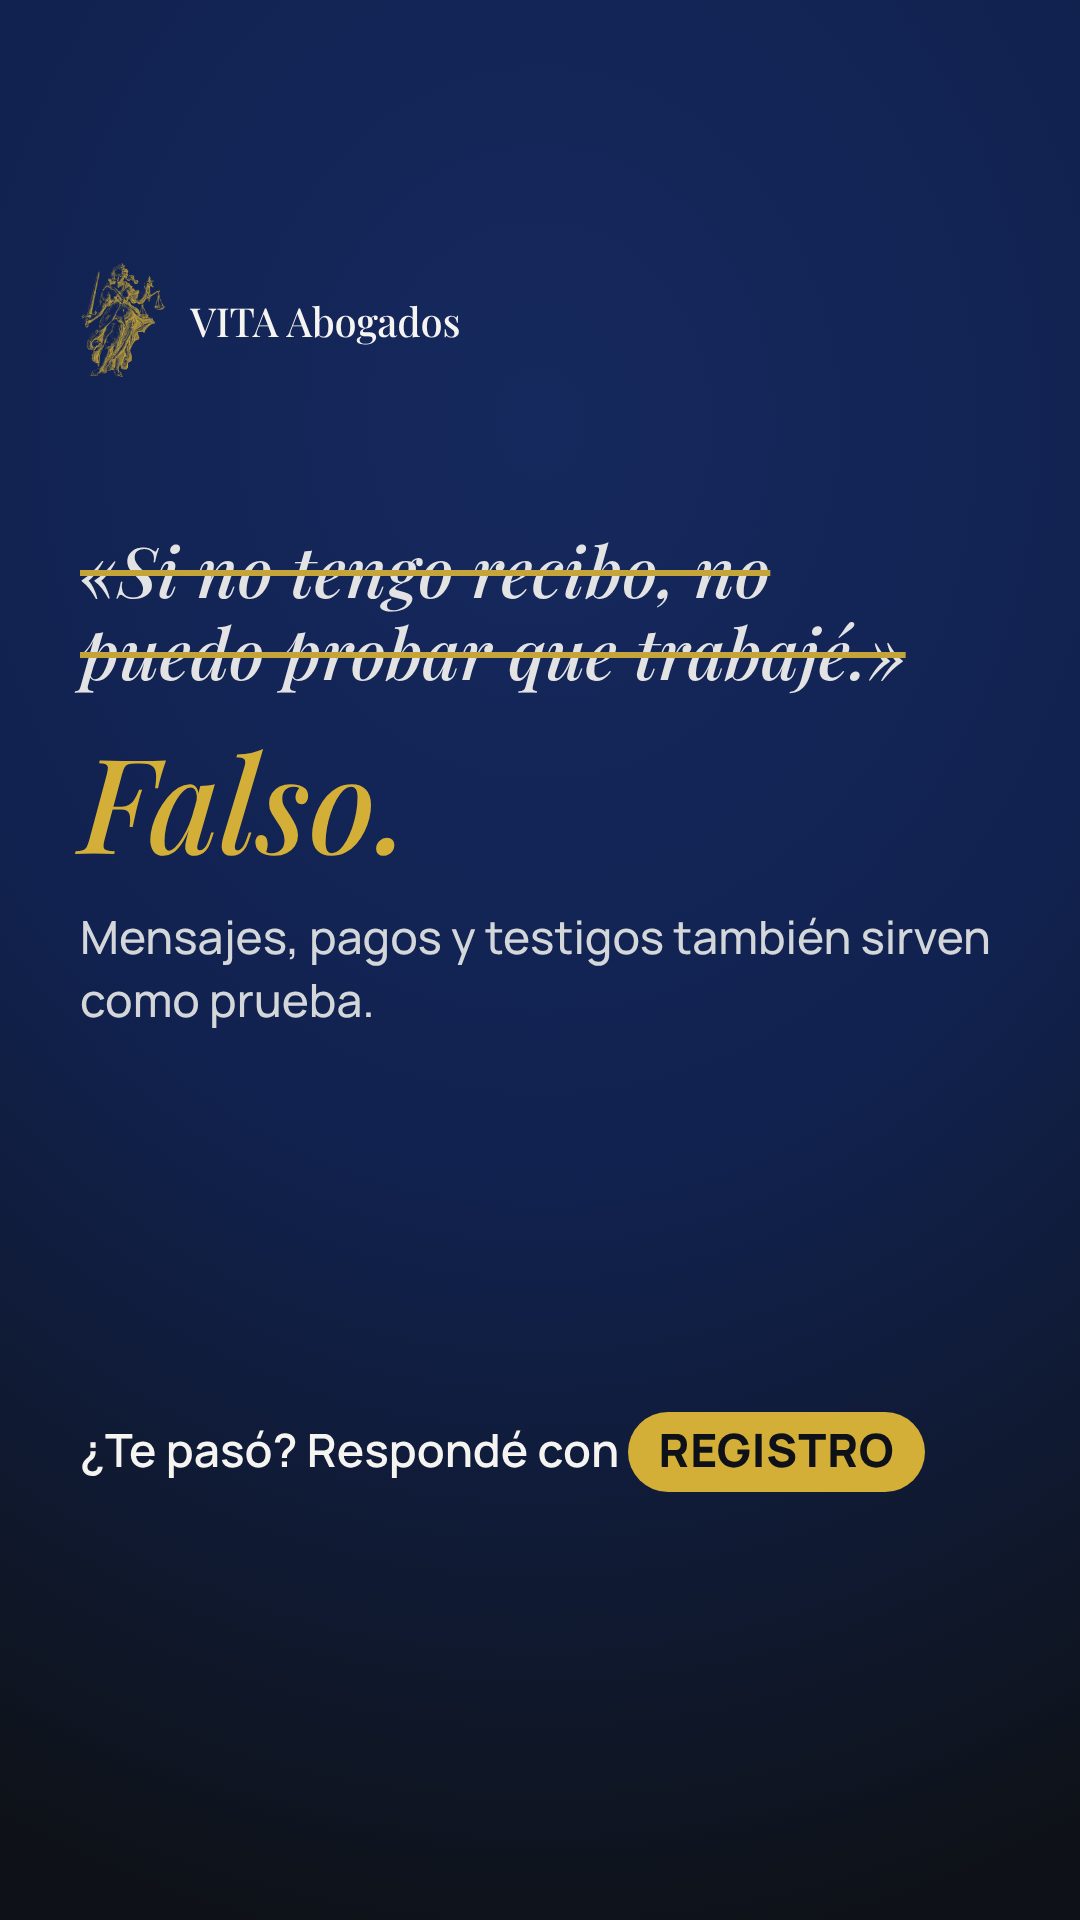 VITA Abogados
«Si no tengo recibo, no
puedo probar que trabajé.»
Falso.
Mensajes, pagos y testigos también sirven
como prueba.
¿Te pasó? Respondé con REGISTRO